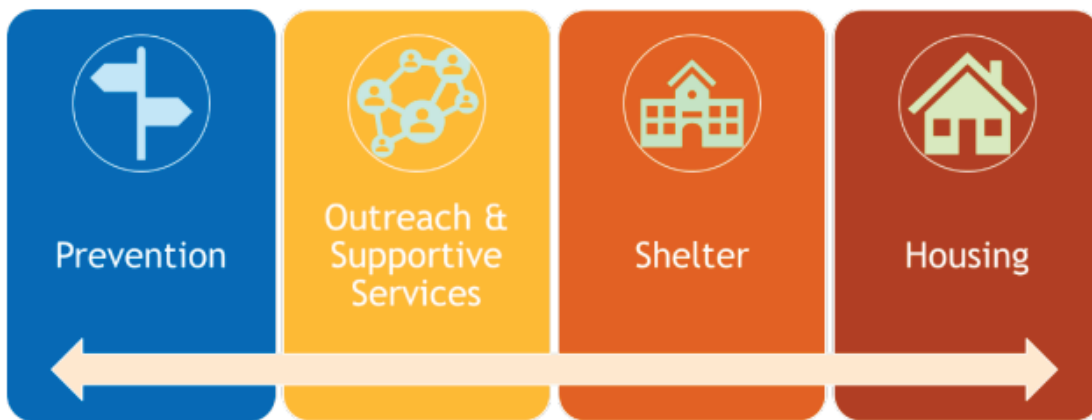 Prevention
Outreach &
Supportive
Services
Shelter
Housing